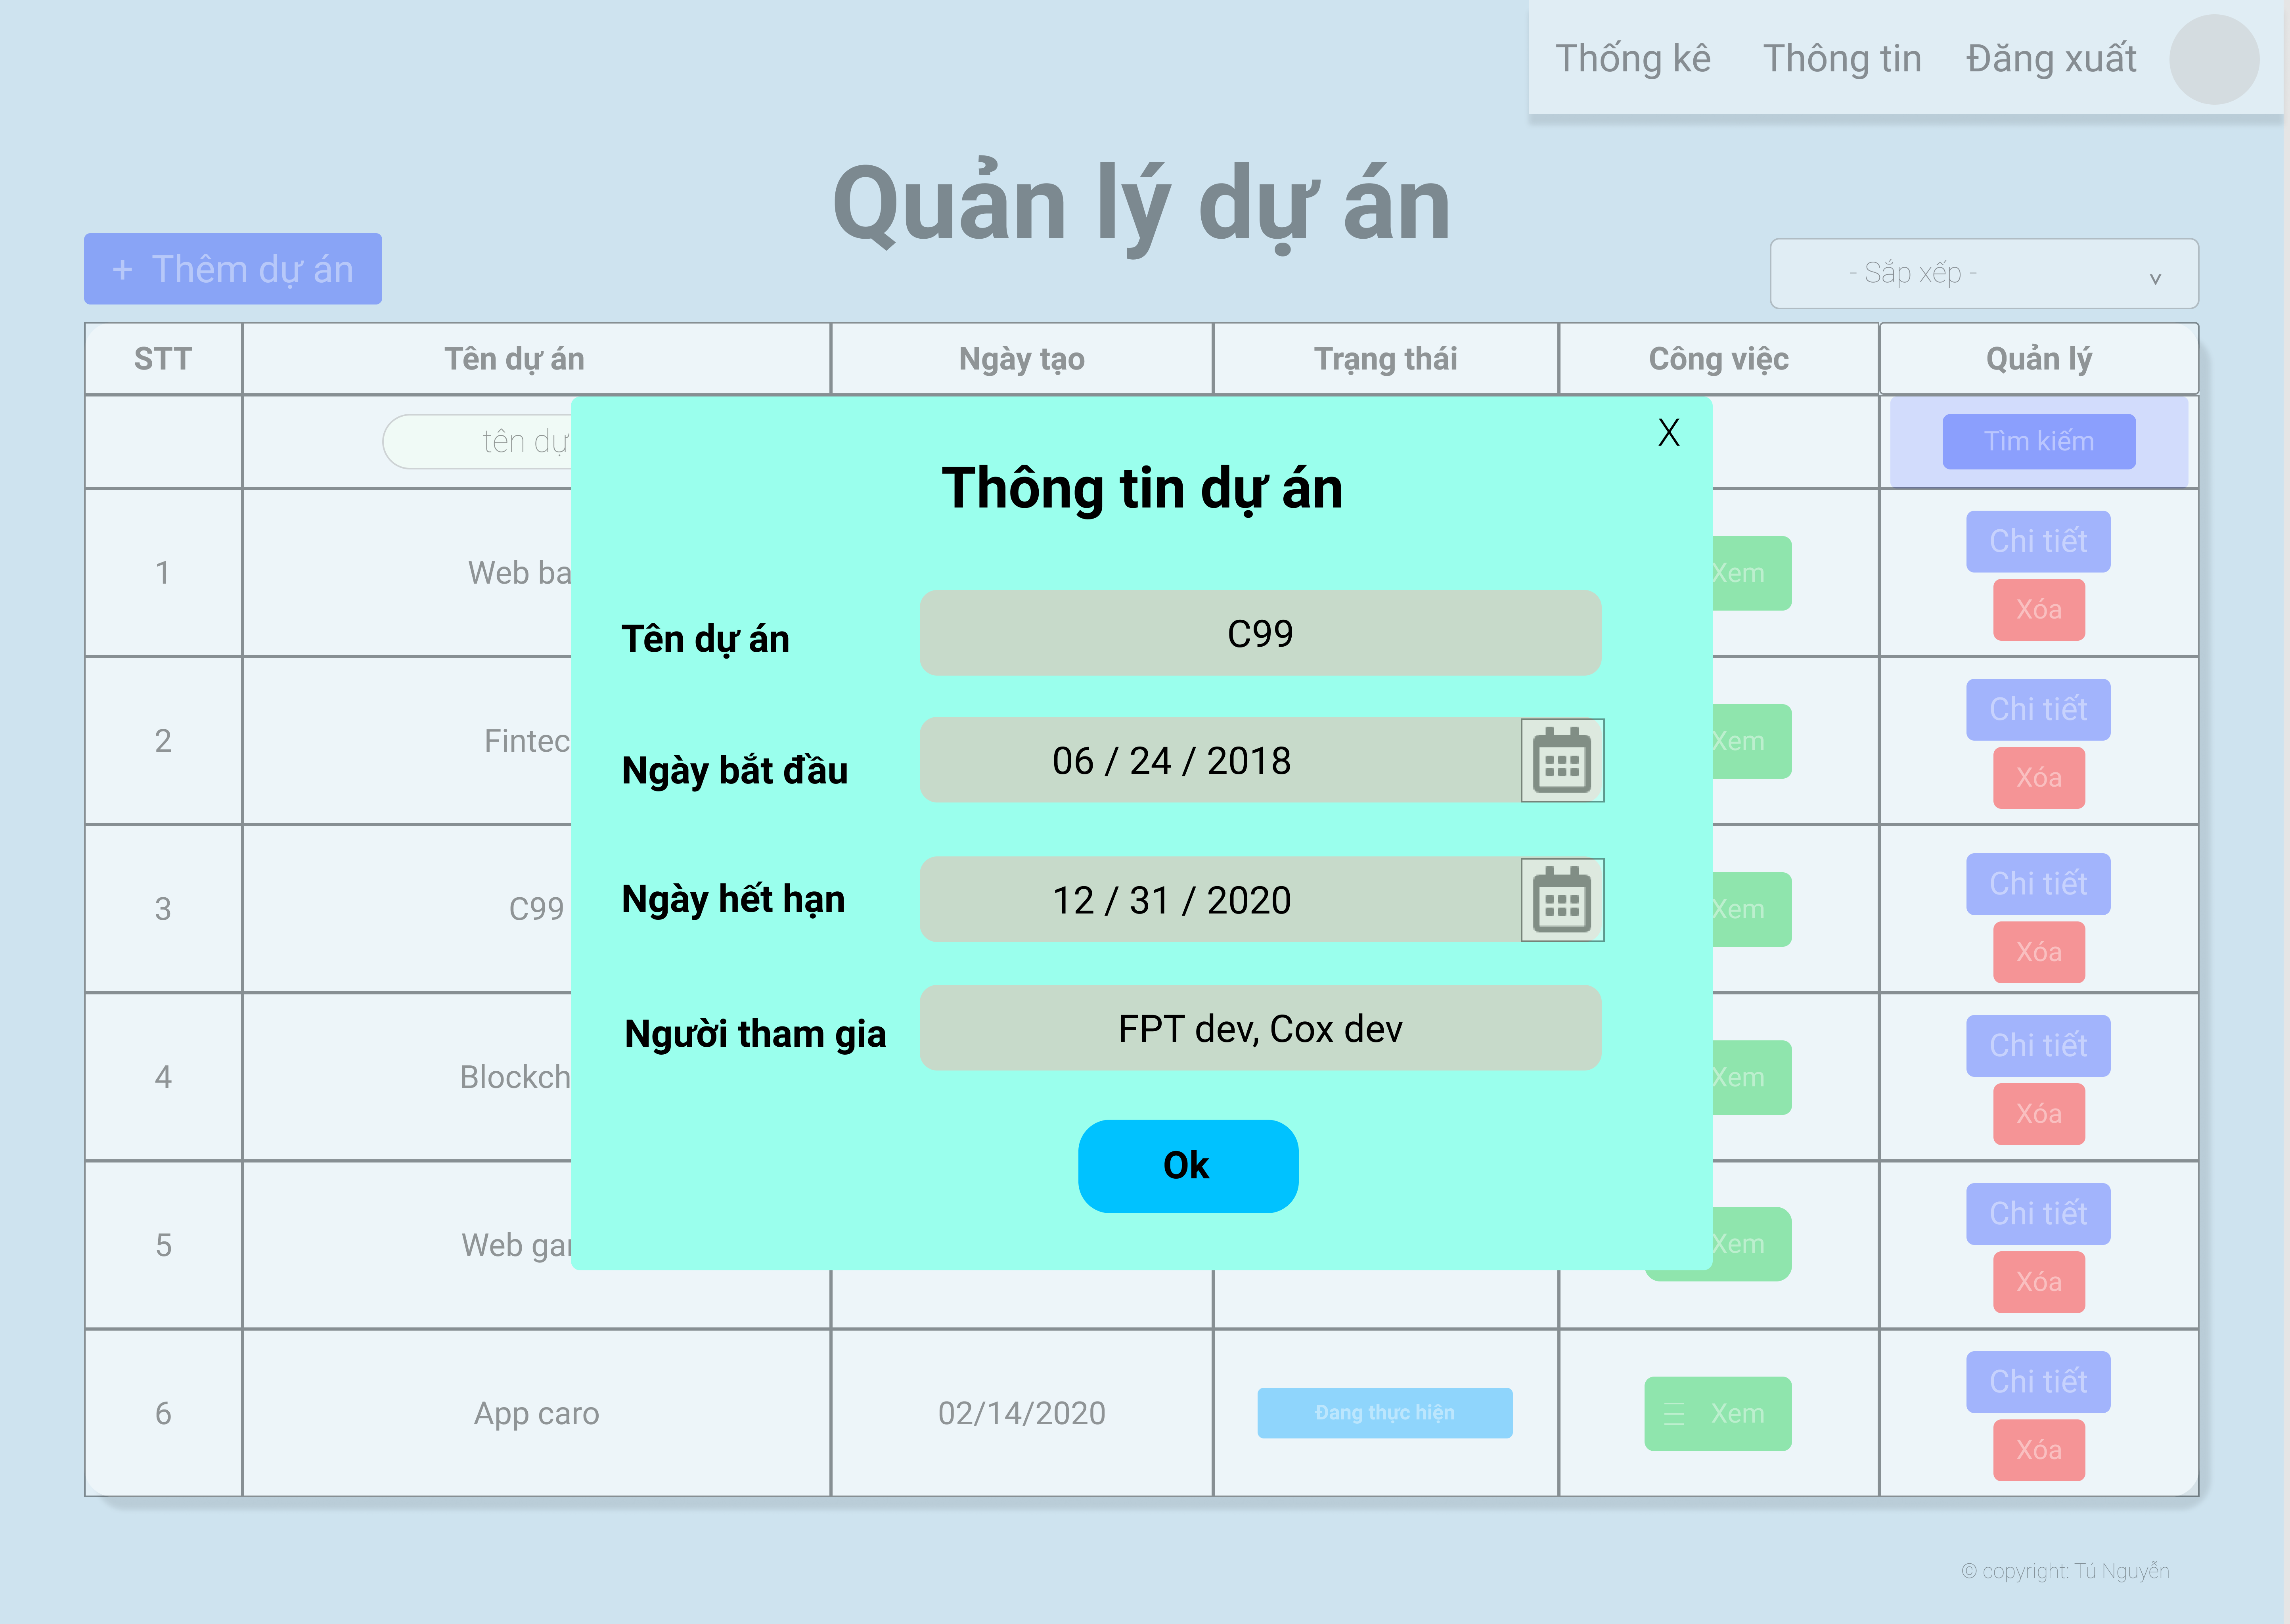 Thống kê Thông tin Đăng xuất
Quản lý dự án
+ Thêm dự án
- Sắp xếp - v
STT Tên dự án Ngày tạo Trạng thái Công việc Quản lý
tên dự Tìm kiếm
X
Thông tin dự án
1 Web ba Xem Chi tiết
Xóa
Tên dự án C99
2 Fintec Xem Chi tiết
Xóa
Ngày bắt đầu 06 / 24 / 2018
3 C99 Xem Chi tiết
Xóa
Ngày hết hạn 12 / 31 / 2020
4 Blockch Xem Chi tiết
Xóa
Người tham gia FPT dev, Cox dev
Ok
5 Web gar Xem Chi tiết
Xóa
6 App caro 02/14/2020 Đang thực hiện Xem Chi tiết
Xóa
© copyright: Tú Nguyễn